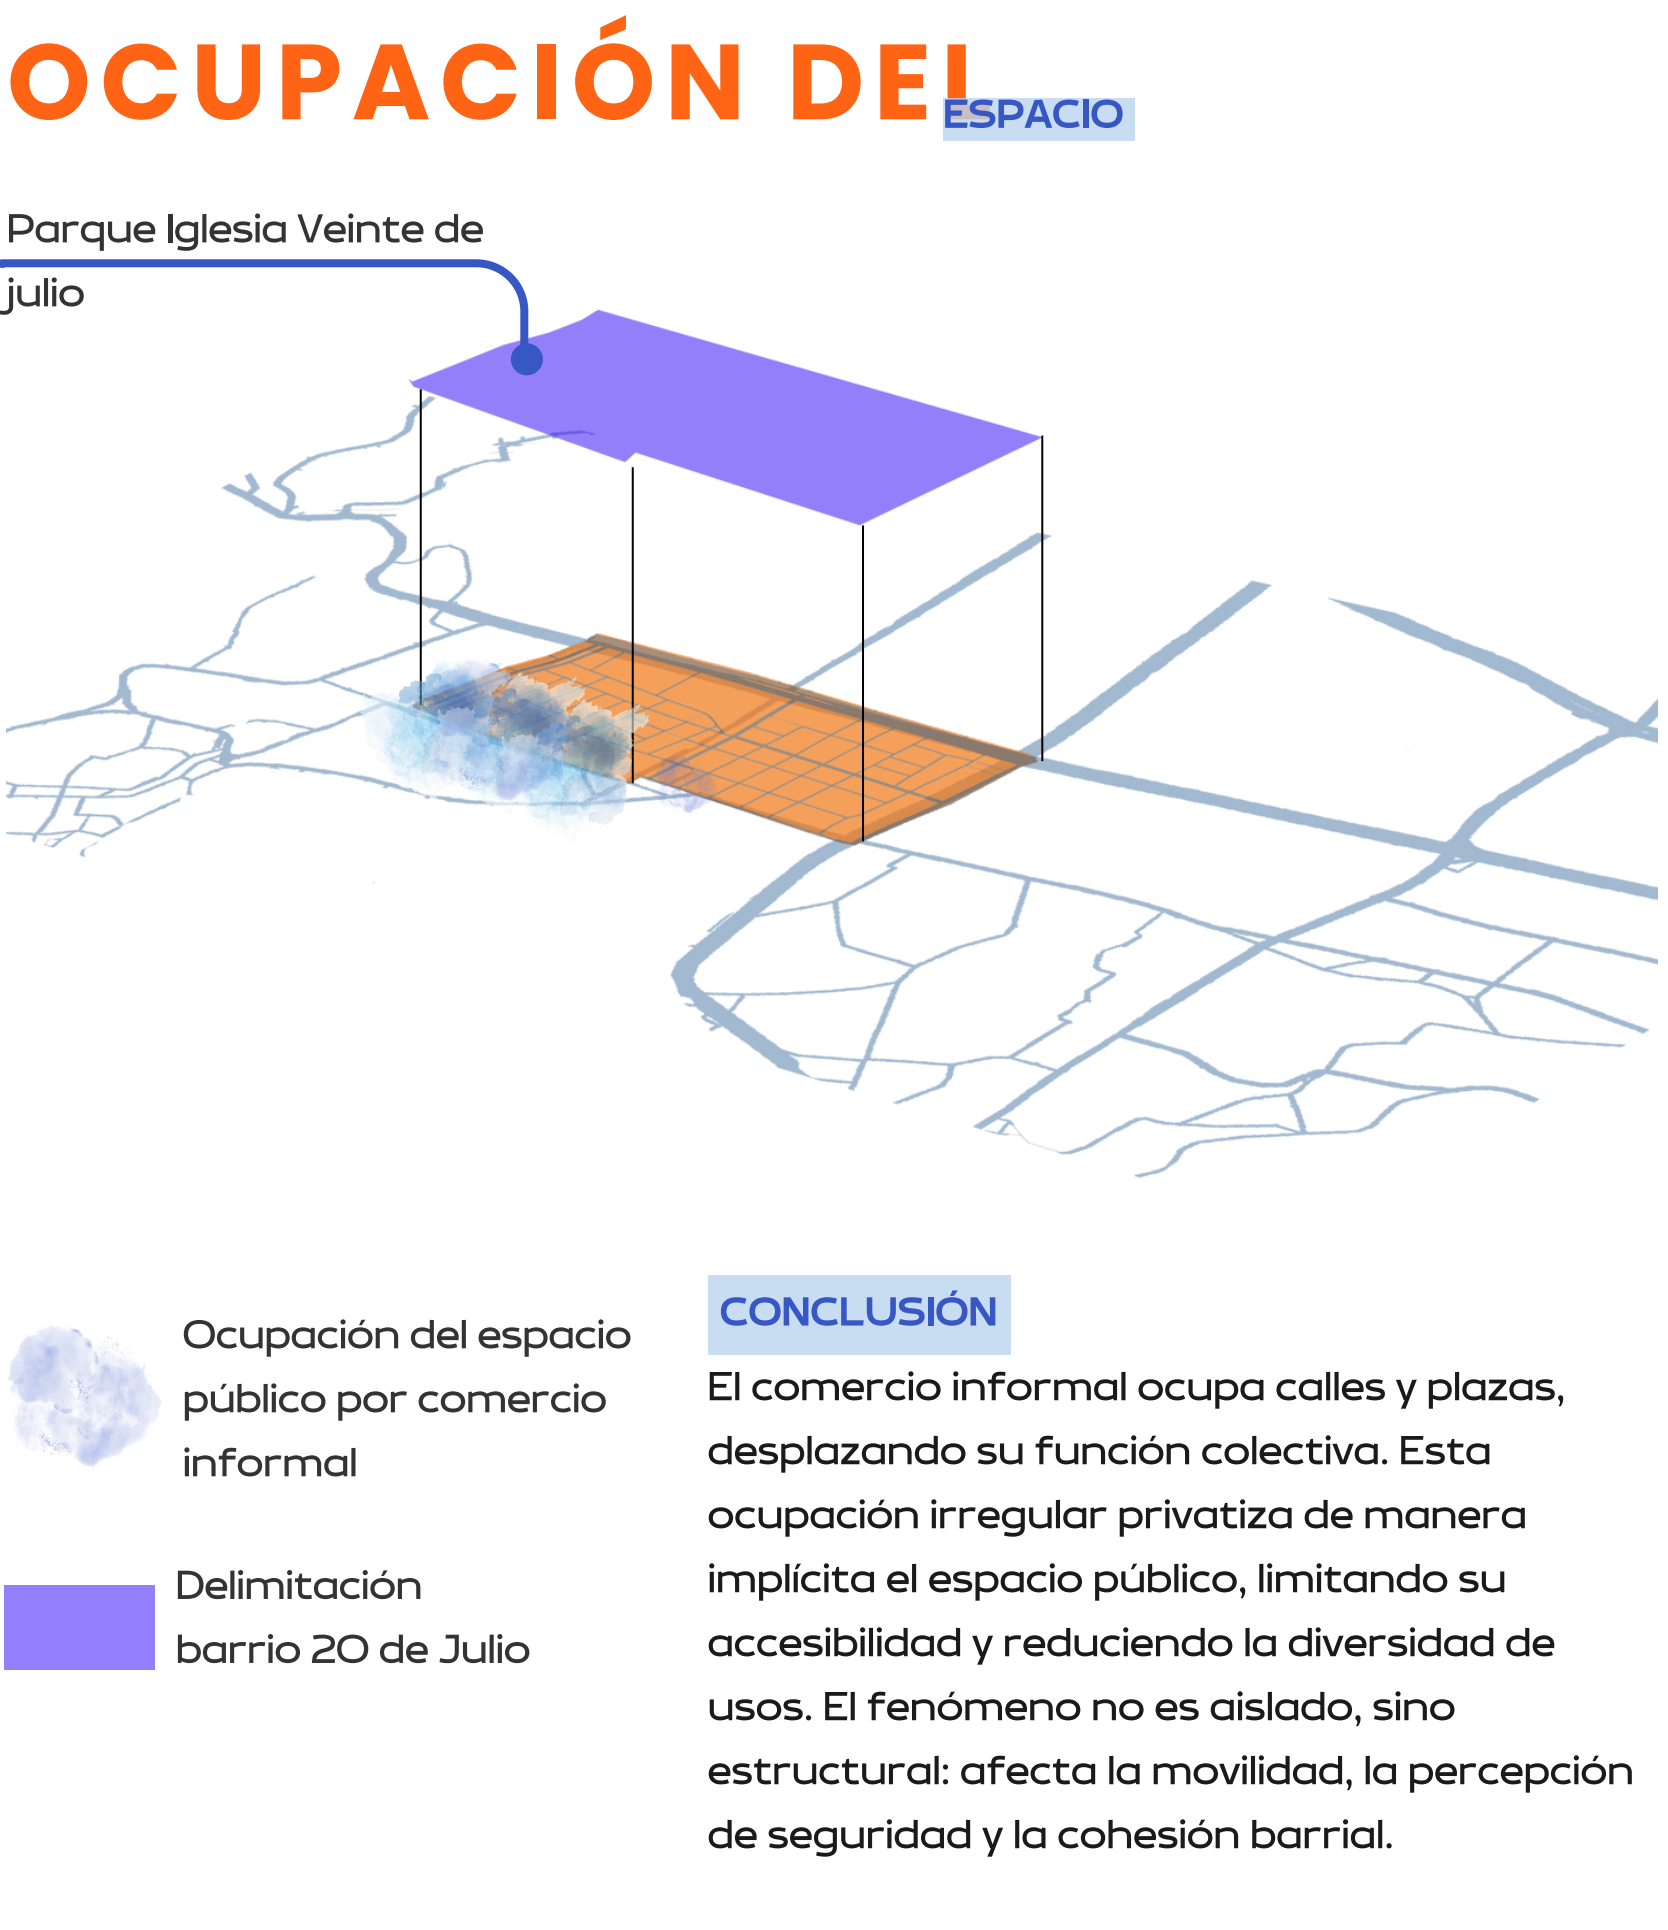 OCUPACIÓN DEL
ESPACIO
Parque Iglesia Veinte de
julio
Ocupación del espacio
público por comercio
informal
Delimitación
barrio 20 de Julio
CONCLUSIÓN
El comercio informal ocupa calles y plazas,
desplazando su función colectiva. Esta
ocupación irregular privatiza de manera
implícita el espacio público, limitando su
accesibilidad y reduciendo la diversidad de
usos. El fenómeno no es aislado, sino
estructural: afecta la movilidad, la percepción
de seguridad y la cohesión barrial.